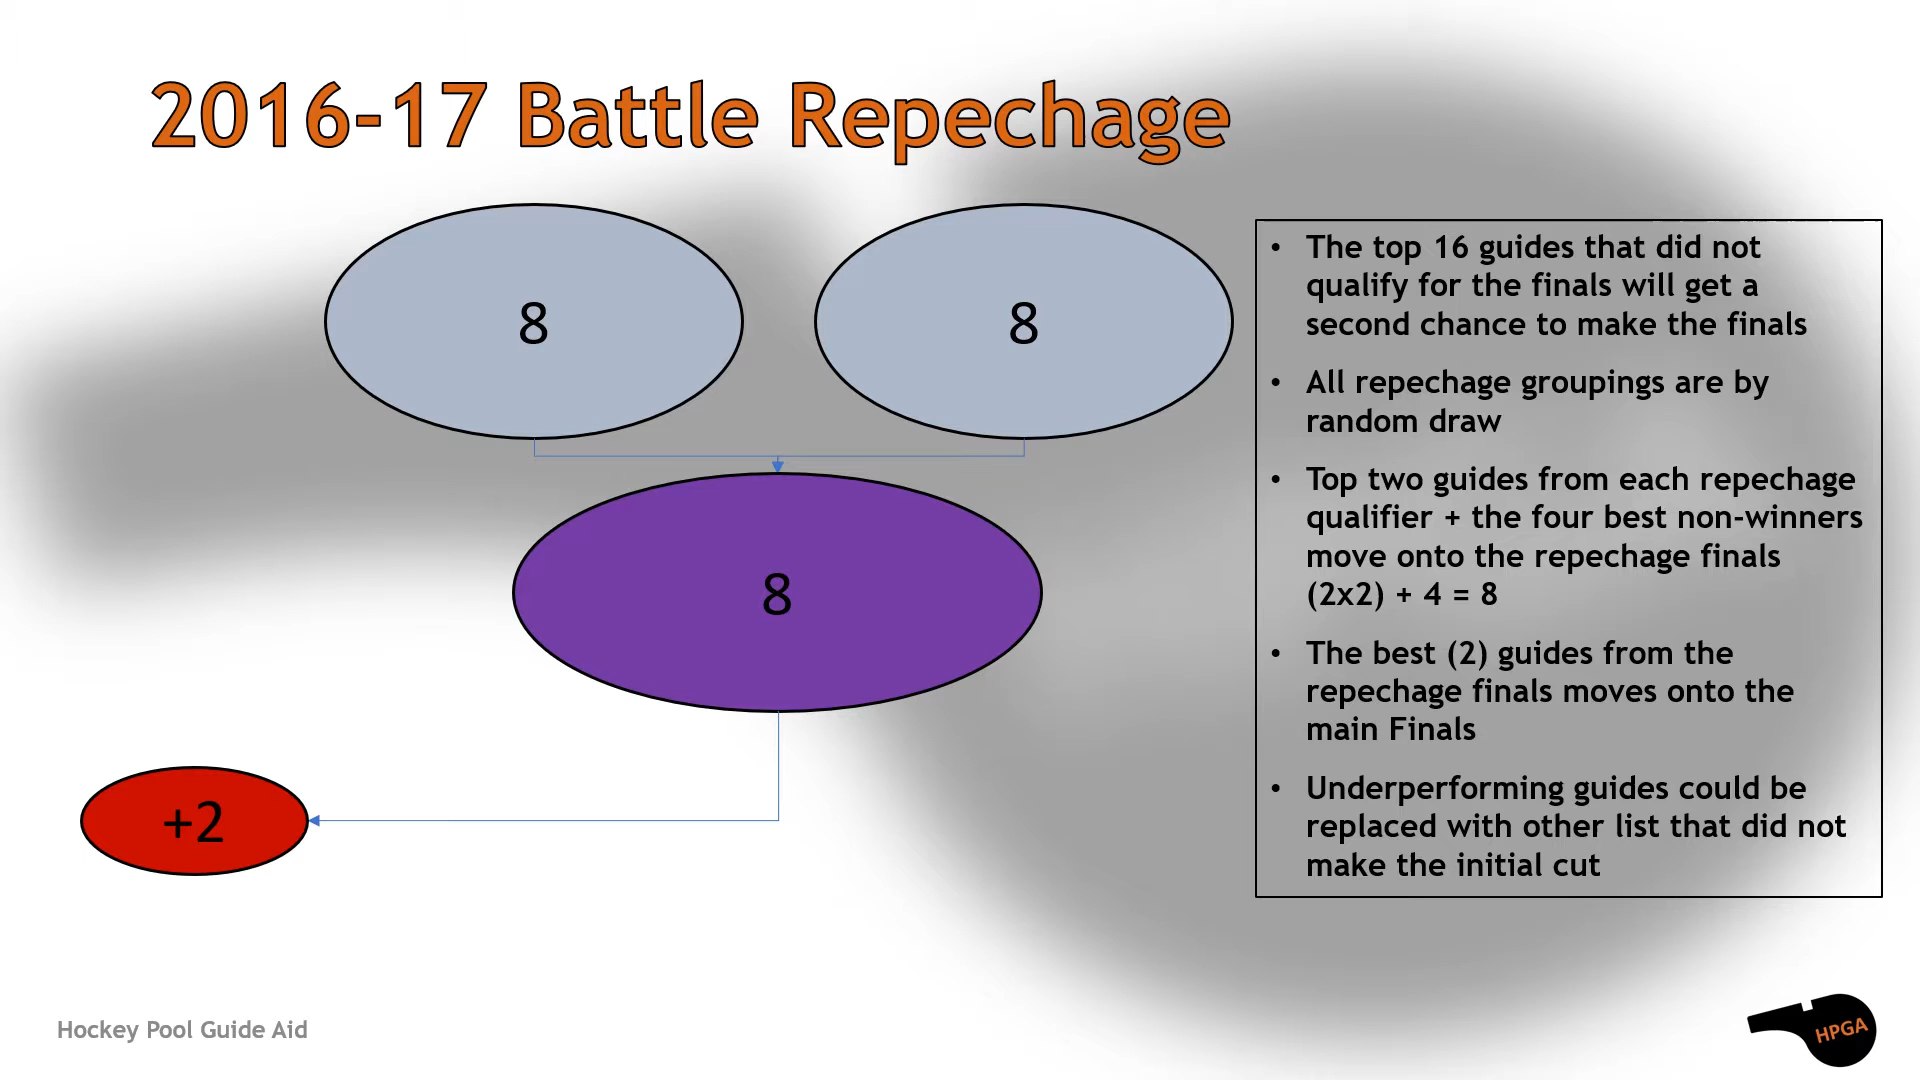 2016-17 Battle Repechage
8
8
8
+2
• The top 16 guides that did not
qualify for the finals will get a
second chance to make the finals
• All repechage groupings are by
random draw
• Top two guides from each repechage
qualifier + the four best non-winners
move onto the repechage finals
(2x2) + 4 = 8
• The best (2) guides from the
repechage finals moves onto the
main Finals
• Underperforming guides could be
replaced with other list that did not
make the initial cut
Hockey Pool Guide Aid
HPGA